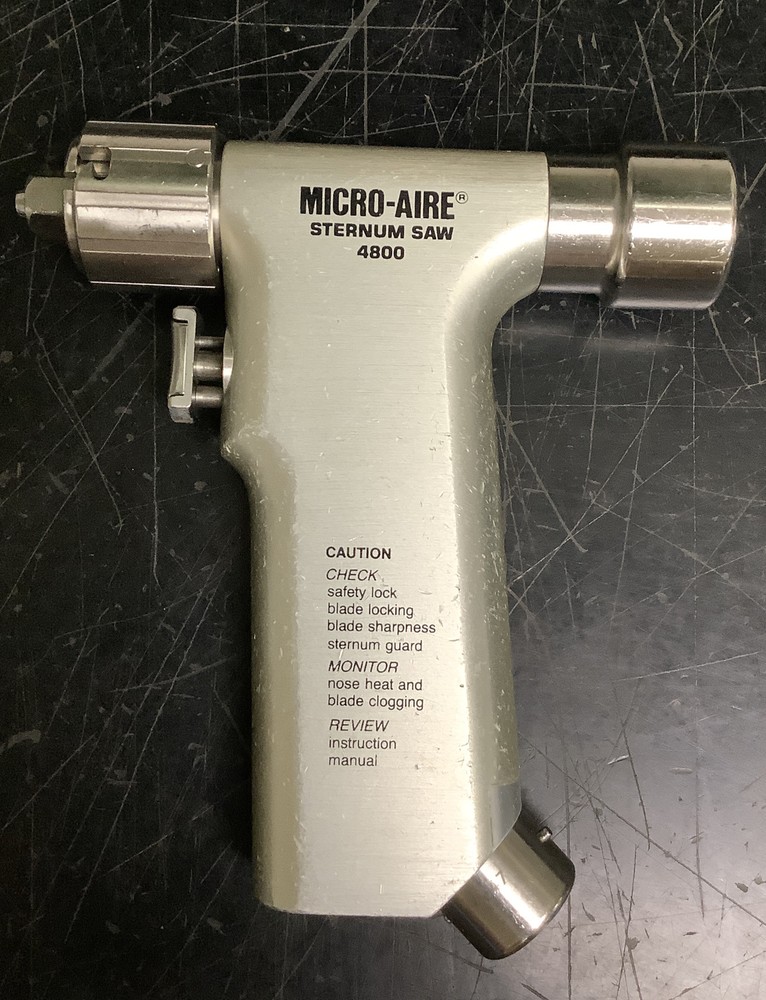 MICRO-AIRE®
STERNUM SAW
4800
CAUTION
CHECK
safety lock
blade locking
blade sharpness
sternum guard
MONITOR
nose heat and
blade clogging
REVIEW
instruction
manual